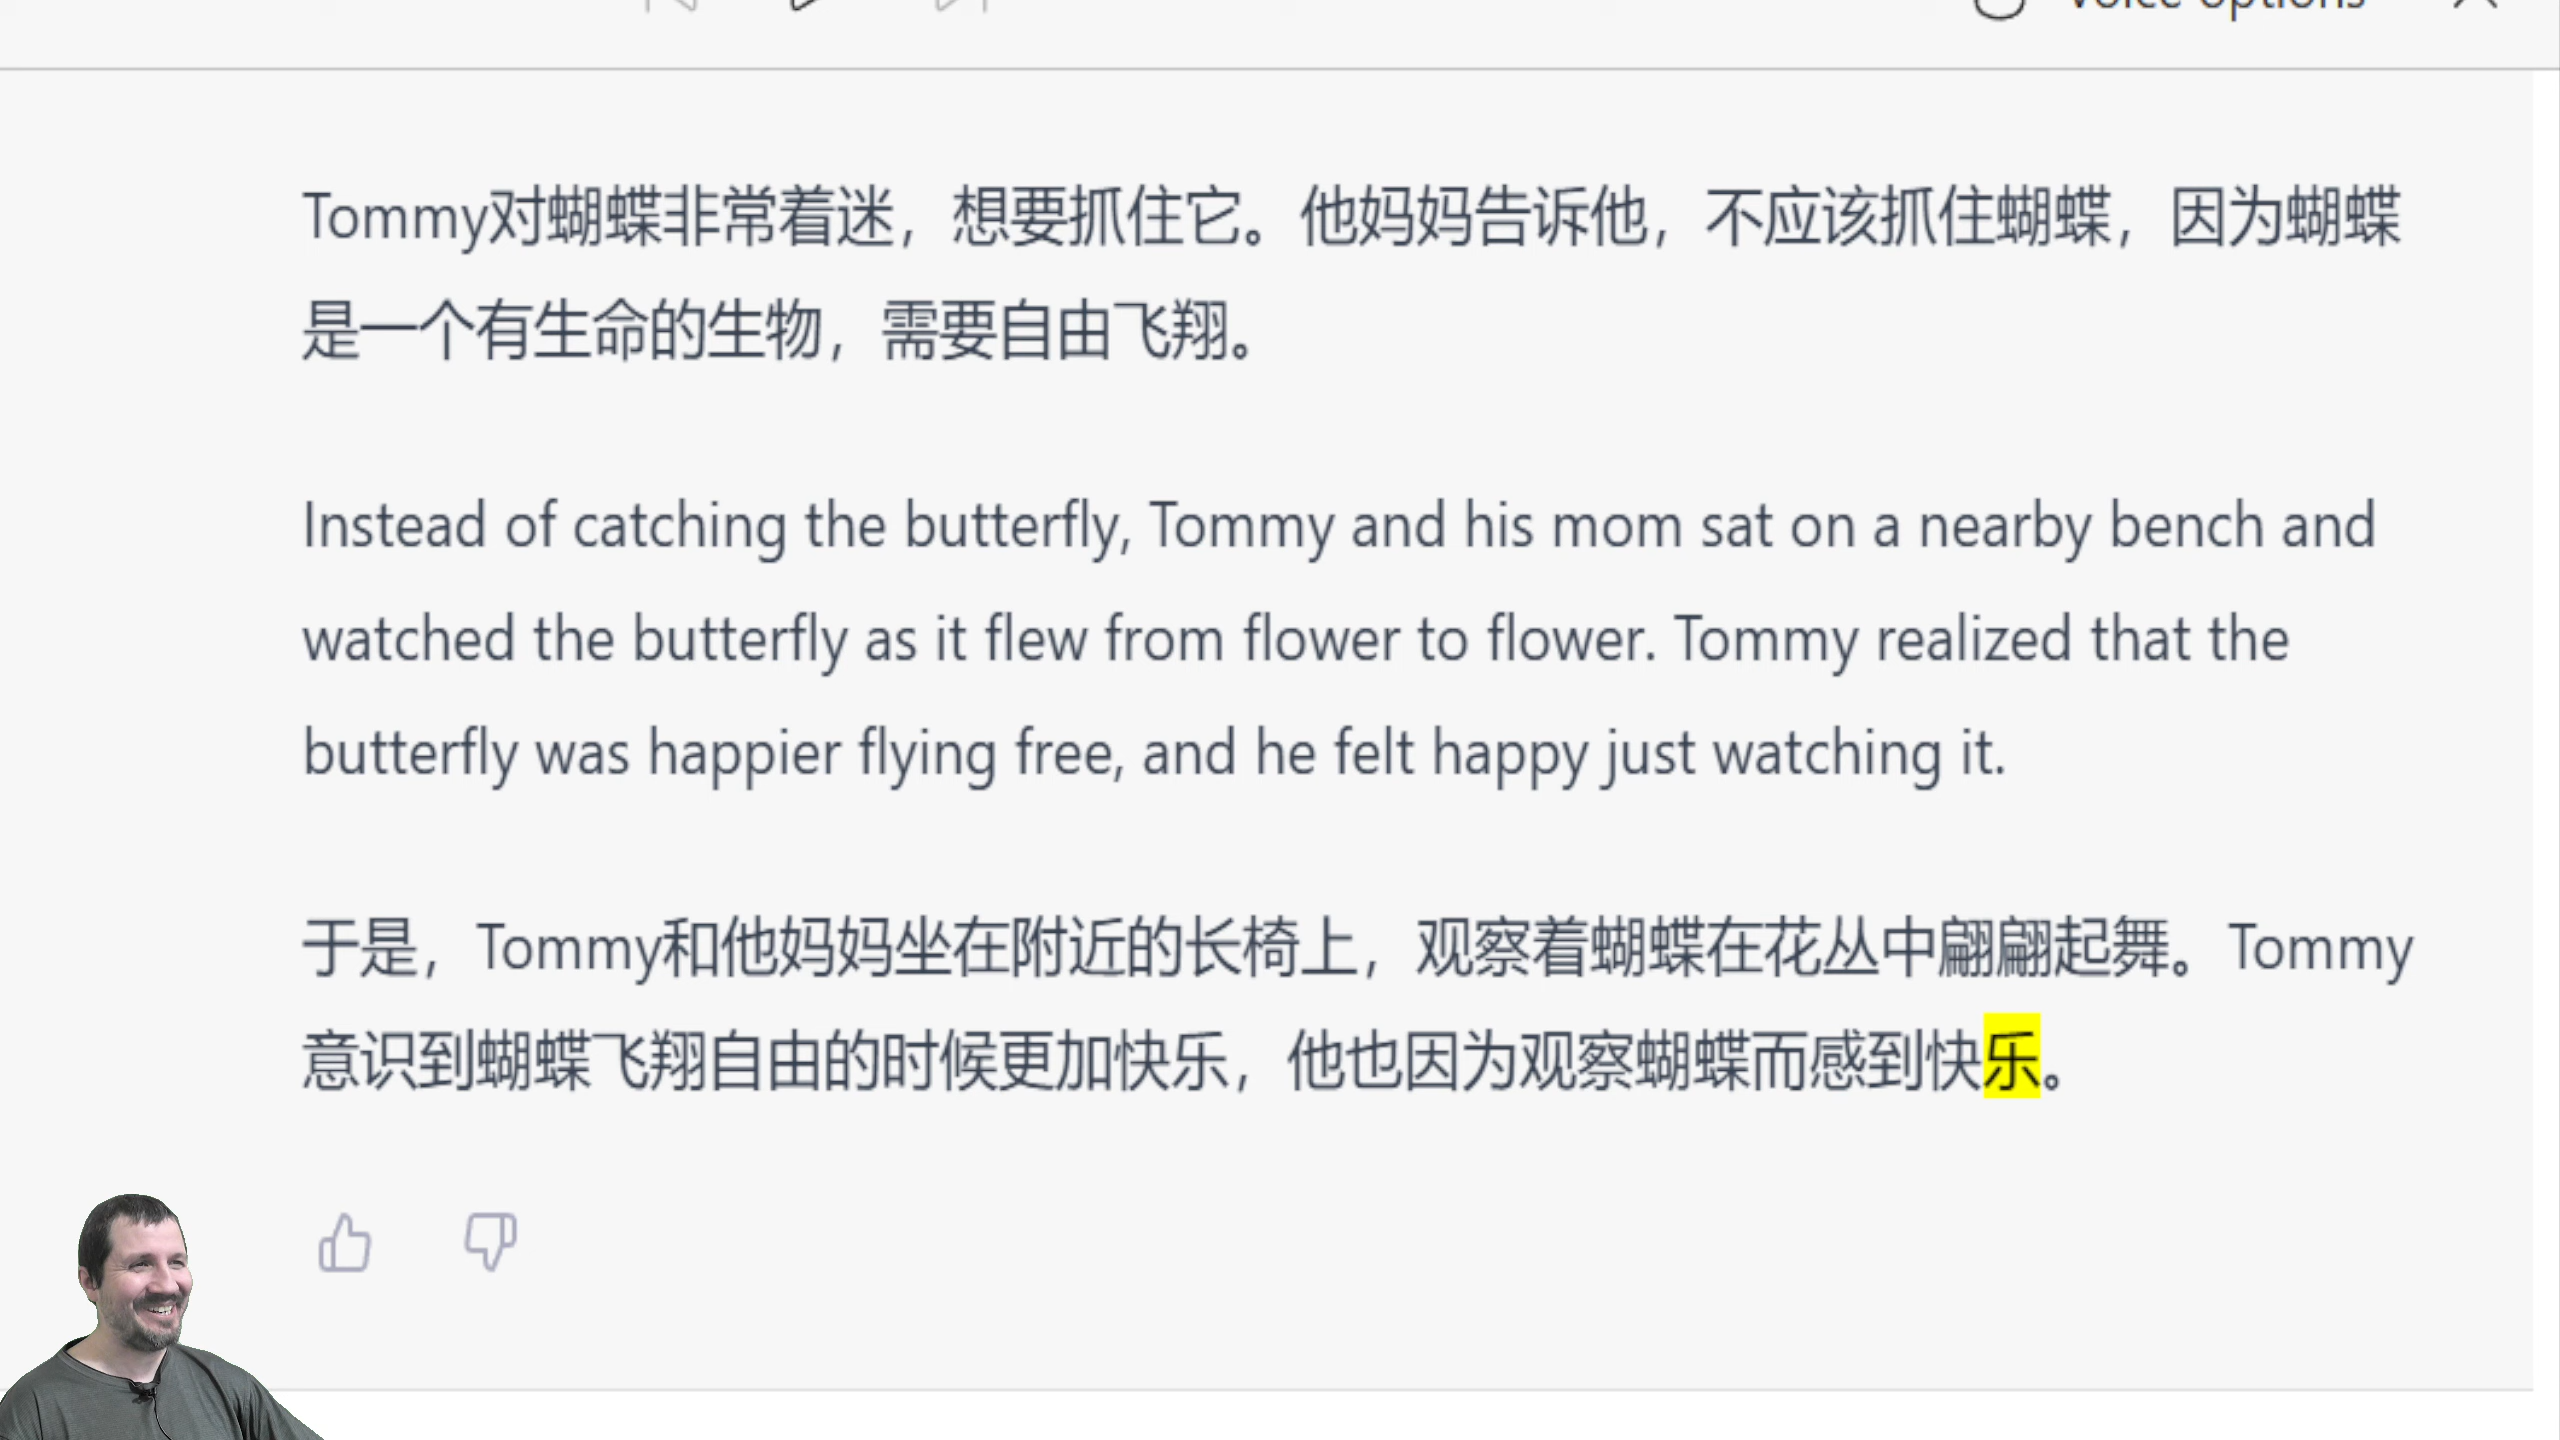 Voice options
Tommy对蝴蝶非常着迷，想要抓住它。他妈妈告诉他，不应该抓住蝴蝶，因为蝴蝶
是一个有生命的生物，需要自由飞翔。
Instead of catching the butterfly, Tommy and his mom sat on a nearby bench and
watched the butterfly as it flew from flower to flower. Tommy realized that the
butterfly was happier flying free, and he felt happy just watching it.
于是，Tommy和他妈妈坐在附近的长椅上，观察着蝴蝶在花丛中翩翩起舞。Tommy
意识到蝴蝶飞翔自由的时候更加快乐，他也因为观察蝴蝶而感到快乐。